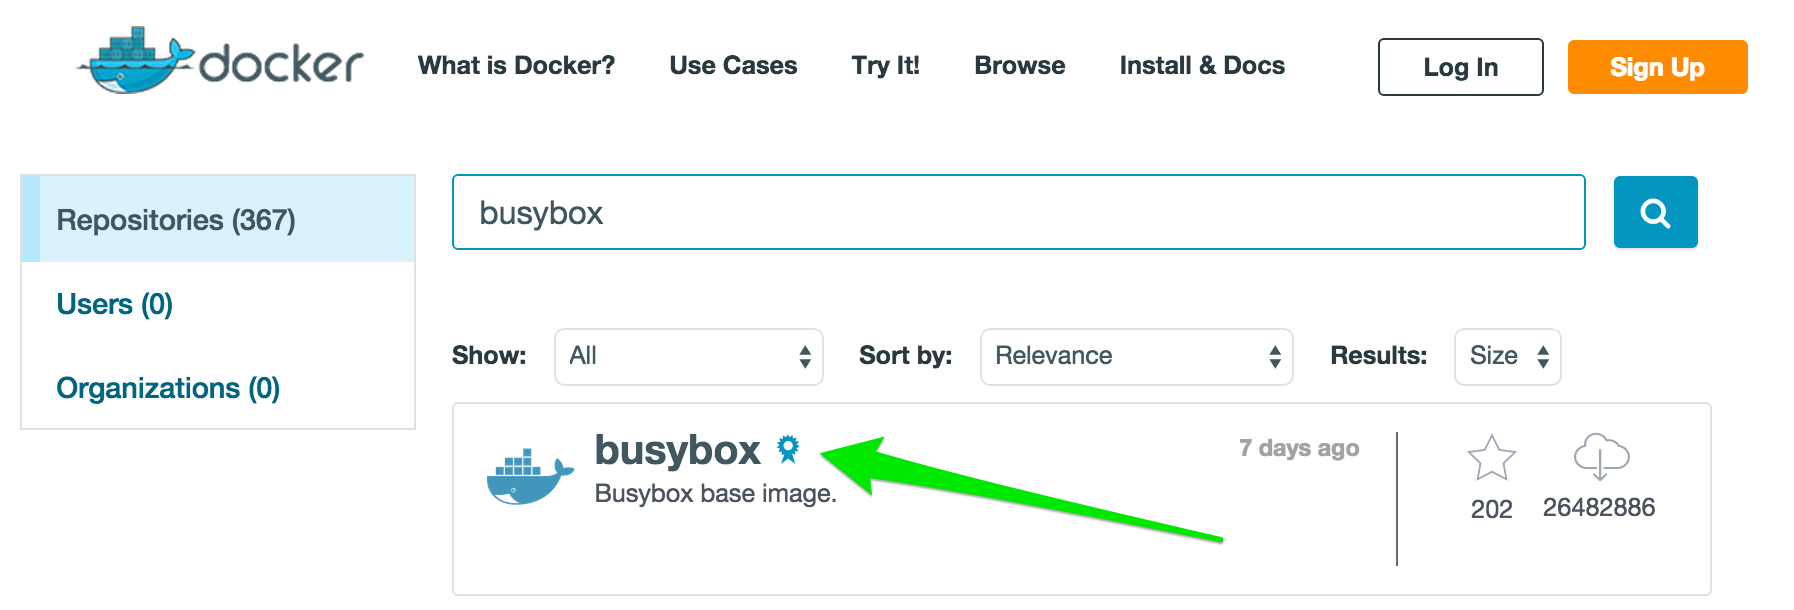 docker What is Docker? Use Cases Try It! Browse Install & Docs Log In Sign Up
Repositories (367)
Users (0)
Organizations (0)
busybox
Show: All Sort by: Relevance Results: Size
busybox 7 days ago
Busybox base image.
202 26482886